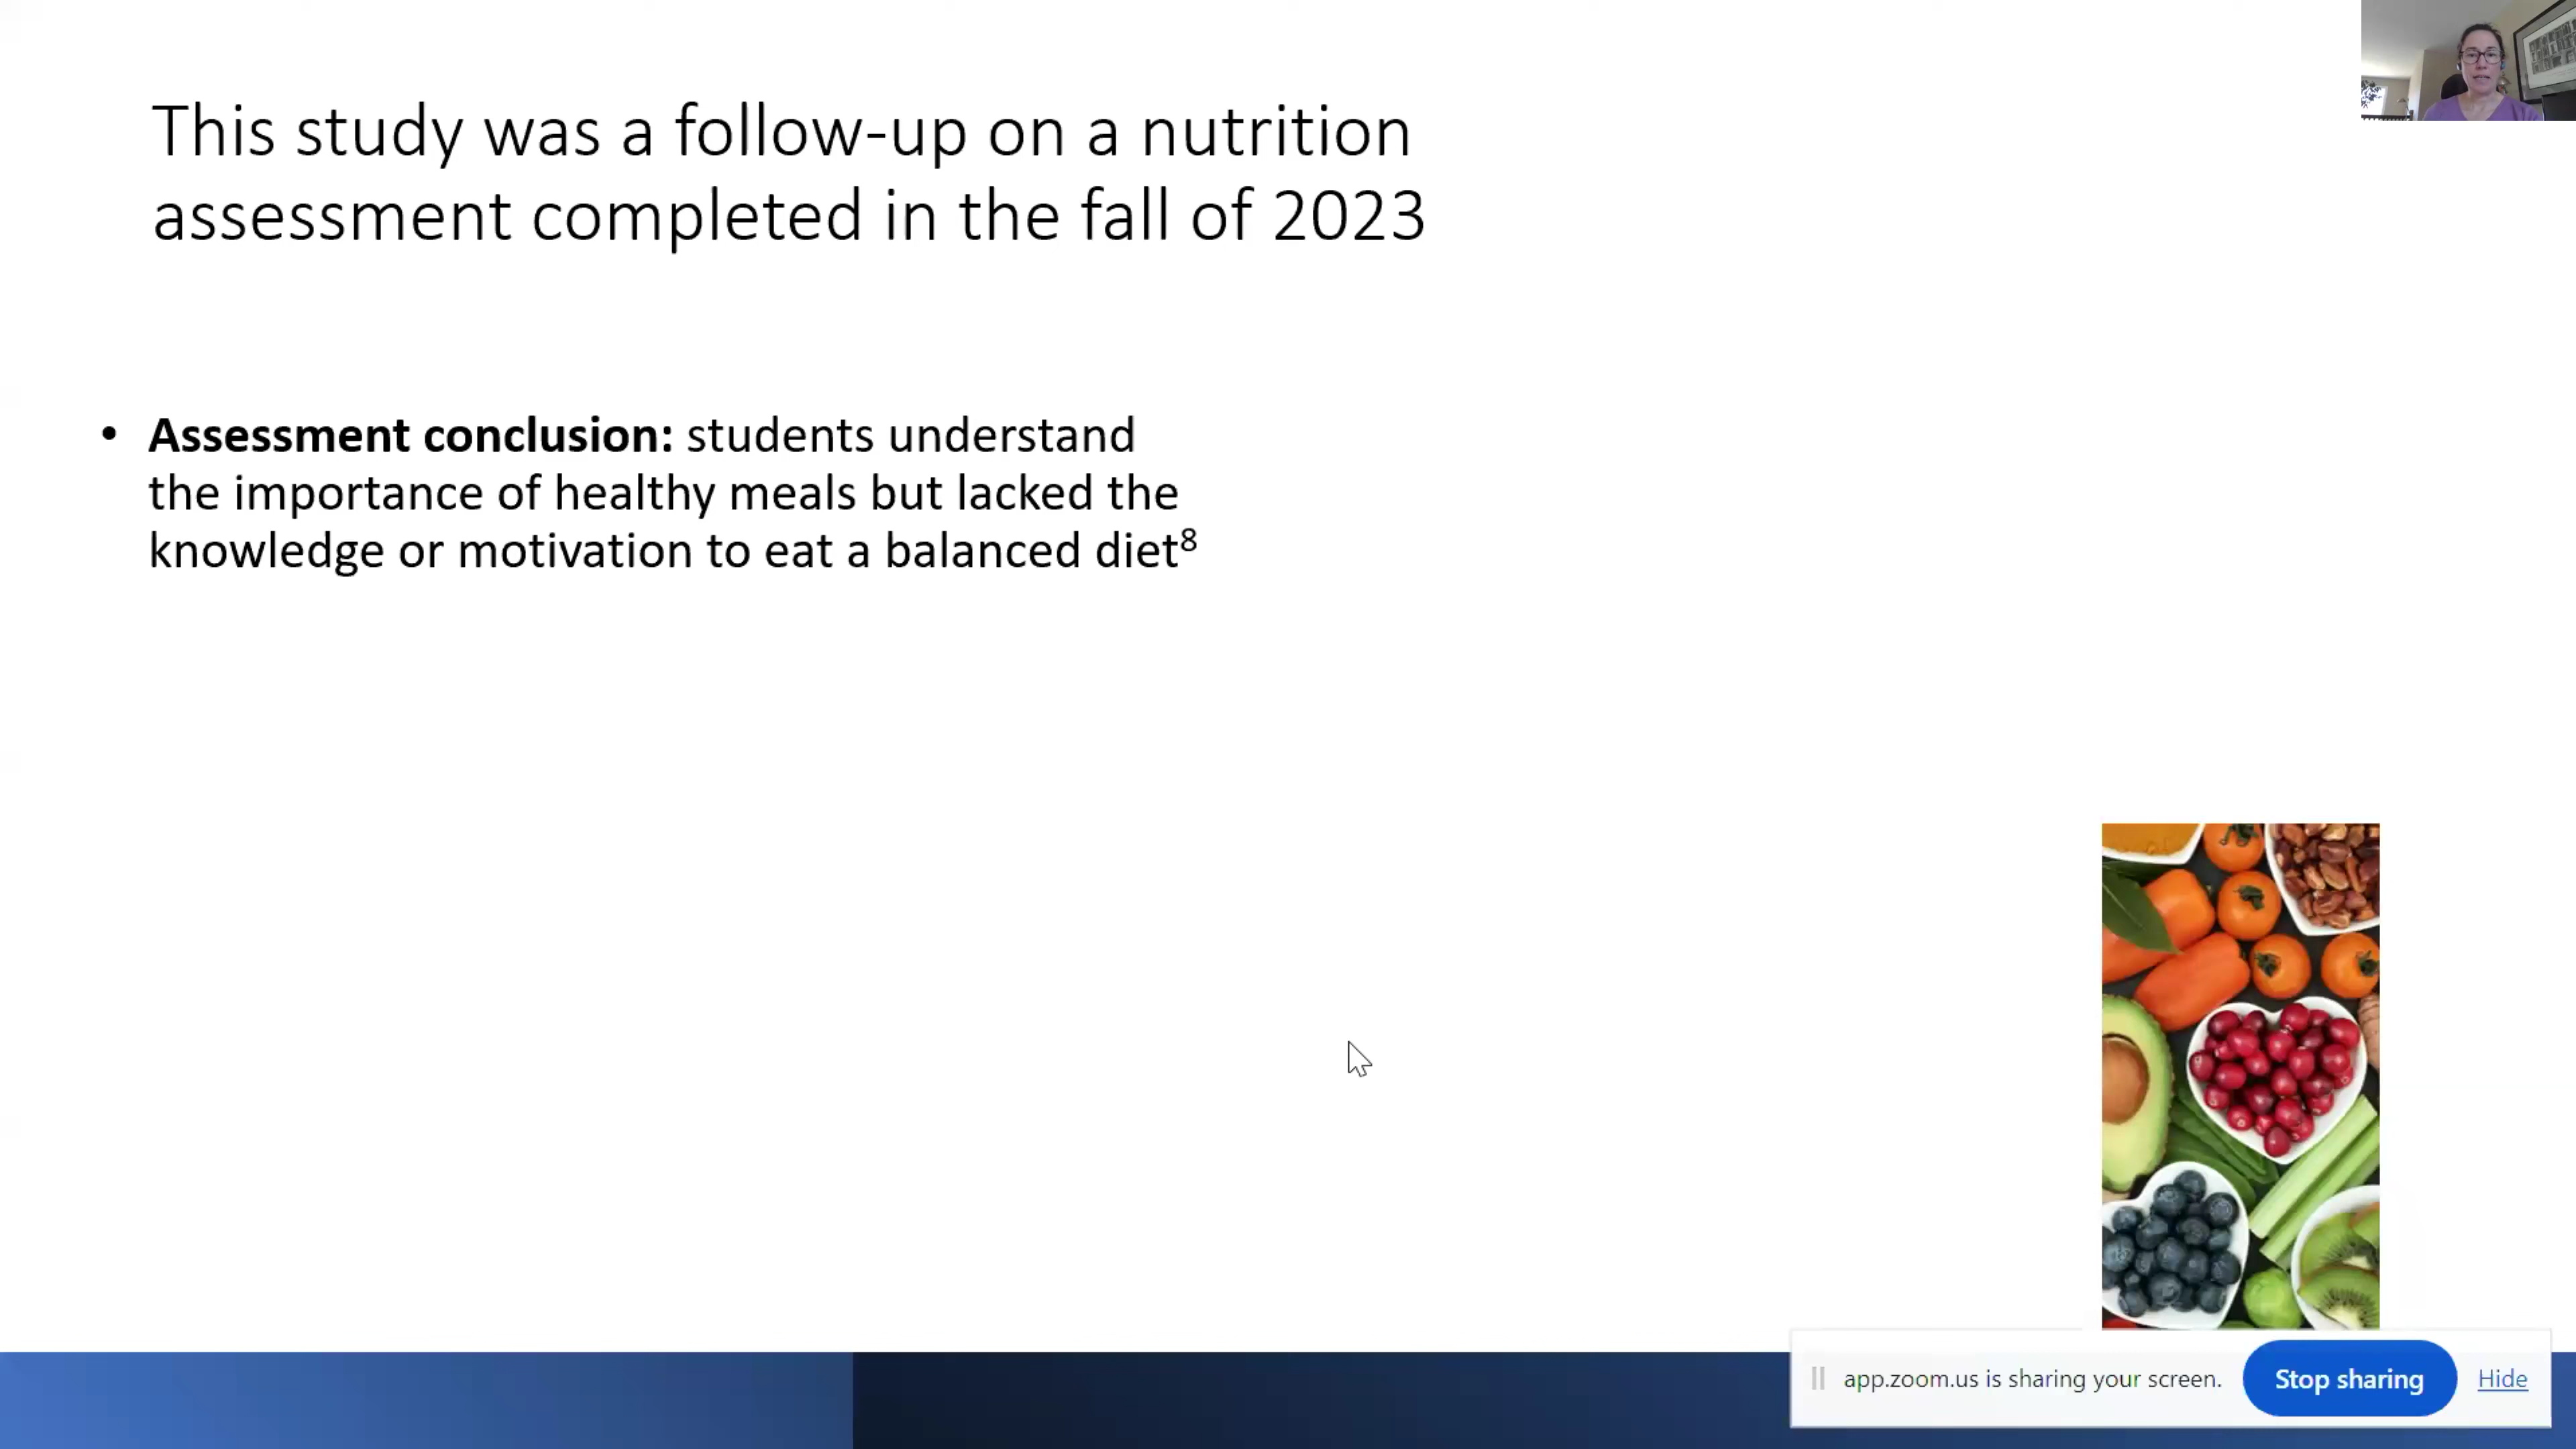 This study was a follow-up on a nutrition
assessment completed in the fall of 2023
• Assessment conclusion: students understand
the importance of healthy meals but lacked the
knowledge or motivation to eat a balanced diet⁸
app.zoom.us is sharing your screen. Stop sharing Hide